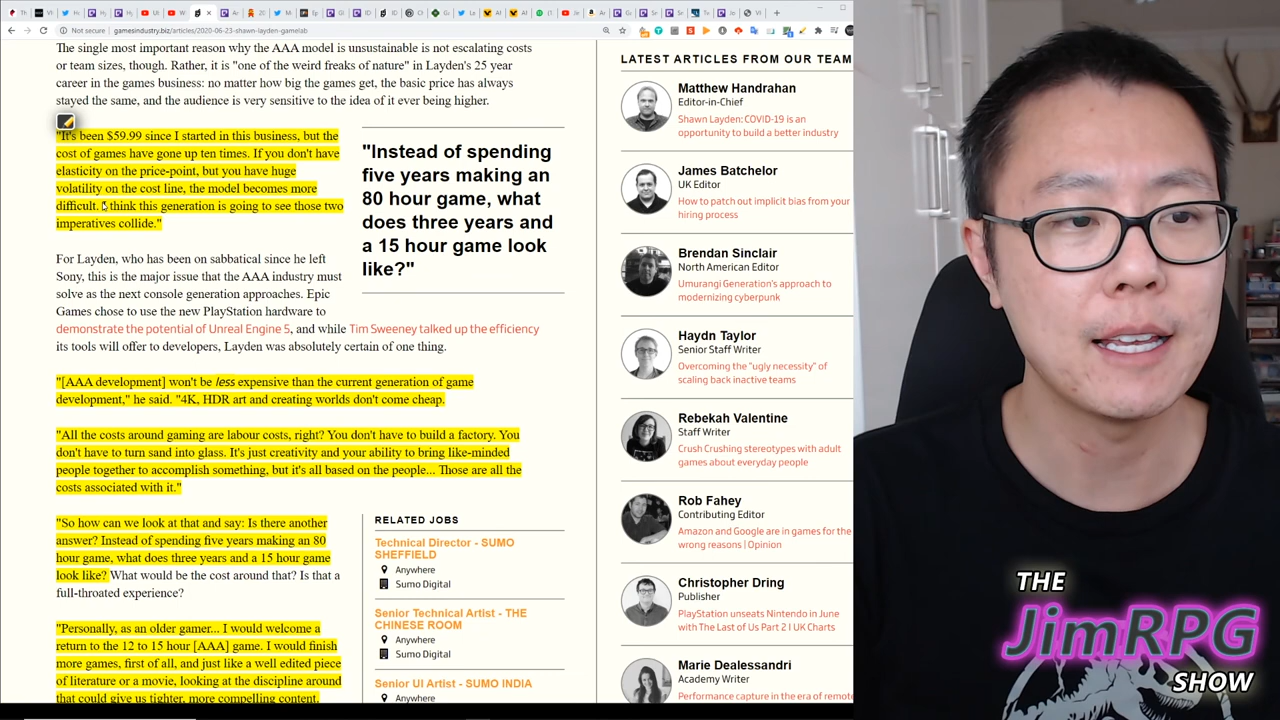 Not secure | gamesindustry.biz/articles/2020-06-23-shawn-layden-gamelab
The single most important reason why the AAA model is unsustainable is not escalating costs
or team sizes, though. Rather, it is "one of the weird freaks of nature" in Layden's 25 year
career in the games business: no matter how big the games get, the basic price has always
stayed the same, and the audience is very sensitive to the idea of it ever being higher.
"It's been $59.99 since I started in this business, but the
cost of games have gone up ten times. If you don't have
elasticity on the price-point, but you have huge
volatility on the cost line, the model becomes more
difficult. I think this generation is going to see those two
imperatives collide."
"Instead of spending
five years making an
80 hour game, what
does three years and
a 15 hour game look
like?"
For Layden, who has been on sabbatical since he left
Sony, this is the major issue that the AAA industry must
solve as the next console generation approaches. Epic
Games chose to use the new PlayStation hardware to
demonstrate the potential of Unreal Engine 5, and while Tim Sweeney talked up the efficiency
its tools will offer to developers, Layden was absolutely certain of one thing.
"[AAA development] won't be less expensive than the current generation of game
development," he said. "4K, HDR art and creating worlds don't come cheap.
"All the costs around gaming are labour costs, right? You don't have to build a factory. You
don't have to turn sand into glass. It's just creativity and your ability to bring like-minded
people together to accomplish something, but it's all based on the people... Those are all the
costs associated with it."
"So how can we look at that and say: Is there another
answer? Instead of spending five years making an 80
hour game, what does three years and a 15 hour game
look like? What would be the cost around that? Is that a
full-throated experience?
"Personally, as an older gamer... I would welcome a
return to the 12 to 15 hour [AAA] game. I would finish
more games, first of all, and just like a well edited piece
of literature or a movie, looking at the discipline around
that could give us tighter, more compelling content.
RELATED JOBS
Technical Director - SUMO
SHEFFIELD
Anywhere
Sumo Digital
Senior Technical Artist - THE
CHINESE ROOM
Anywhere
Sumo Digital
Senior UI Artist - SUMO INDIA
Anywhere
LATEST ARTICLES FROM OUR TEAM
Matthew Handrahan
Editor-in-Chief
Shawn Layden: COVID-19 is an
opportunity to build a better industry
James Batchelor
UK Editor
How to patch out implicit bias from your
hiring process
Brendan Sinclair
North American Editor
Umurangi Generation's approach to
modernizing cyberpunk
Haydn Taylor
Senior Staff Writer
Overcoming the "ugly necessity" of
scaling back inactive teams
Rebekah Valentine
Staff Writer
Crush Crushing stereotypes with adult
games about everyday people
Rob Fahey
Contributing Editor
Amazon and Google are in games for the
wrong reasons | Opinion
Christopher Dring
Publisher
PlayStation unseats Nintendo in June
with The Last of Us Part 2 | UK Charts
Marie Dealessandri
Academy Writer
Performance capture in the era of remote
THE
JimRPG
SHOW